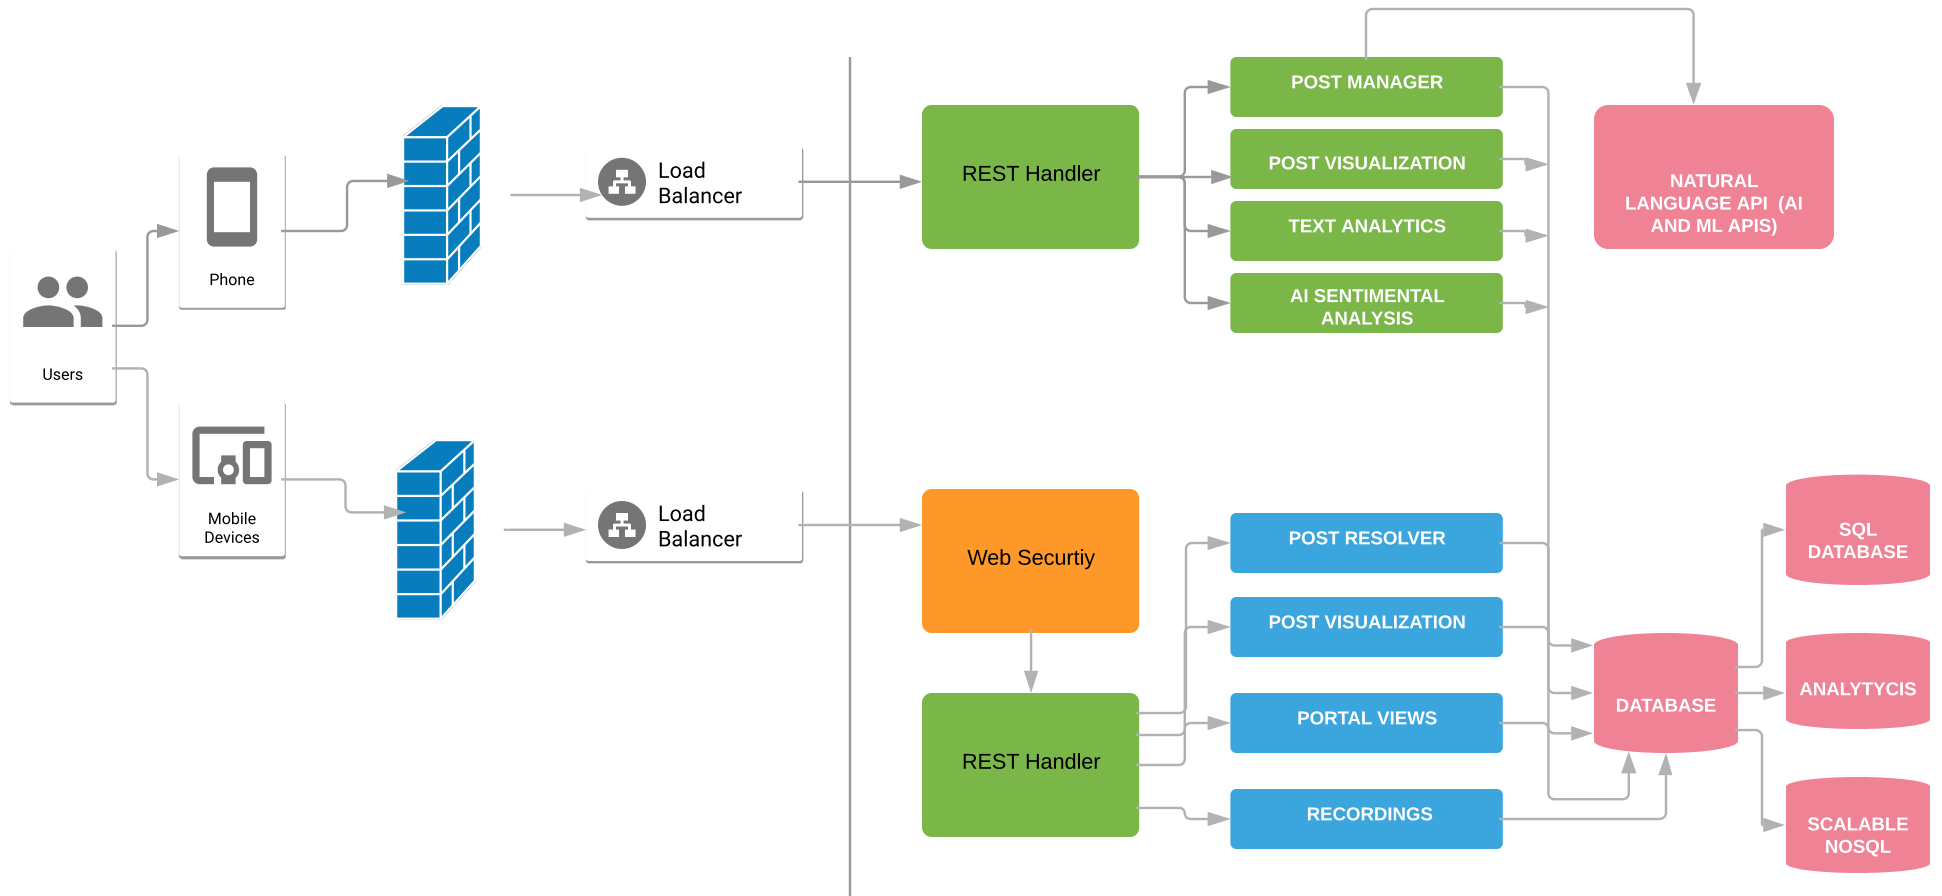 Users
Phone
Mobile
Devices
Load
Balancer
Load
Balancer
REST Handler
POST MANAGER
POST VISUALIZATION
TEXT ANALYTICS
AI SENTIMENTAL
ANALYSIS
NATURAL
LANGUAGE API (AI
AND ML APIS)
Web Securtiy
REST Handler
POST RESOLVER
POST VISUALIZATION
PORTAL VIEWS
RECORDINGS
DATABASE
SQL
DATABASE
ANALYTYCIS
SCALABLE
NOSQL